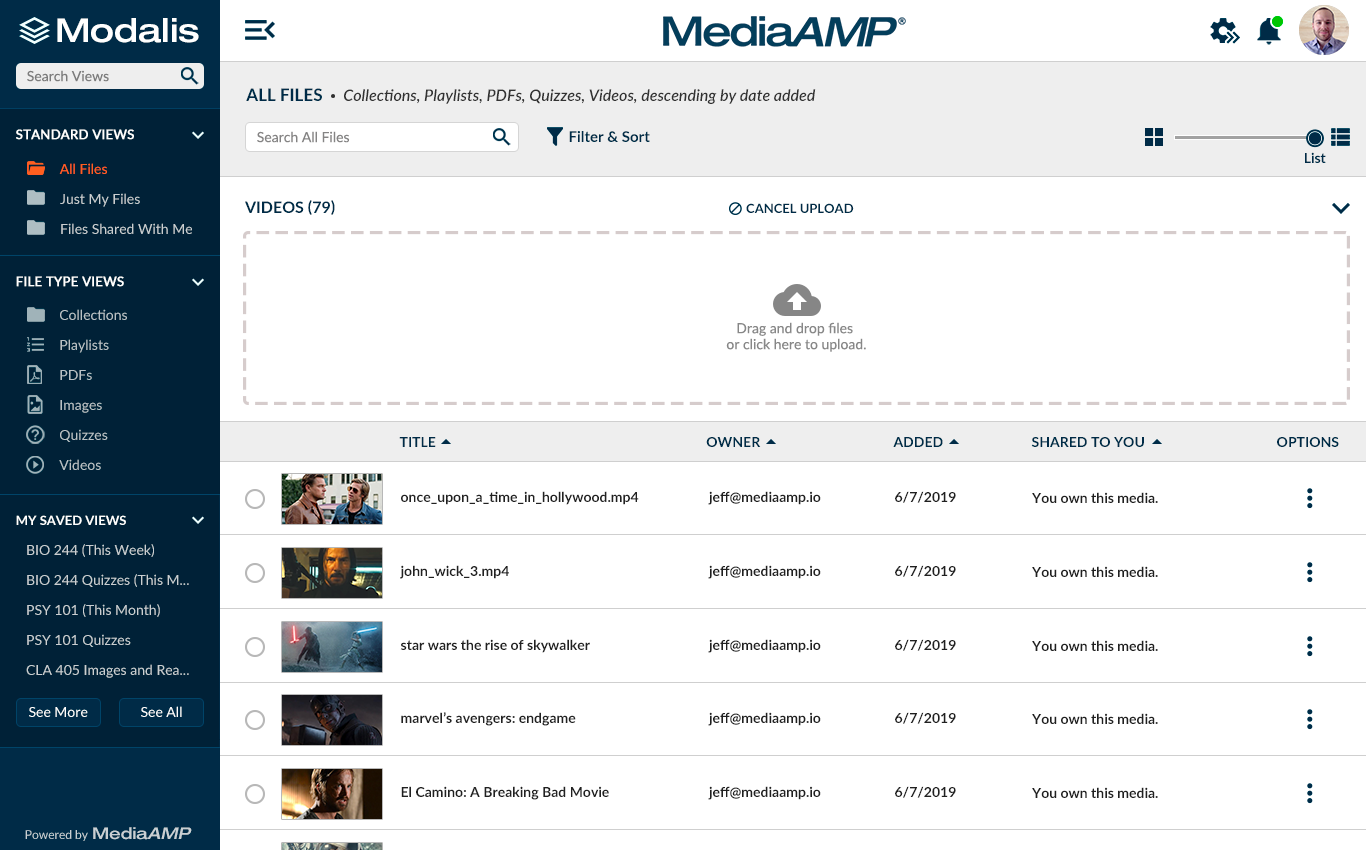 Modalis
Search Views
STANDARD VIEWS
All Files
Just My Files
Files Shared With Me
FILE TYPE VIEWS
Collections
Playlists
PDFs
Images
Quizzes
Videos
MY SAVED VIEWS
BIO 244 (This Week)
BIO 244 Quizzes (This M...
PSY 101 (This Month)
PSY 101 Quizzes
CLA 405 Images and Rea...
See More See All
Powered by MediaAMP
MediaAMP®
ALL FILES • Collections, Playlists, PDFs, Quizzes, Videos, descending by date added
Search All Files Filter & Sort
List
VIDEOS (79) CANCEL UPLOAD
Drag and drop files
or click here to upload.
TITLE OWNER ADDED SHARED TO YOU OPTIONS
once_upon_a_time_in_hollywood.mp4 jeff@mediaamp.io 6/7/2019 You own this media.
john_wick_3.mp4 jeff@mediaamp.io 6/7/2019 You own this media.
star wars the rise of skywalker jeff@mediaamp.io 6/7/2019 You own this media.
marvel's avengers: endgame jeff@mediaamp.io 6/7/2019 You own this media.
El Camino: A Breaking Bad Movie jeff@mediaamp.io 6/7/2019 You own this media.